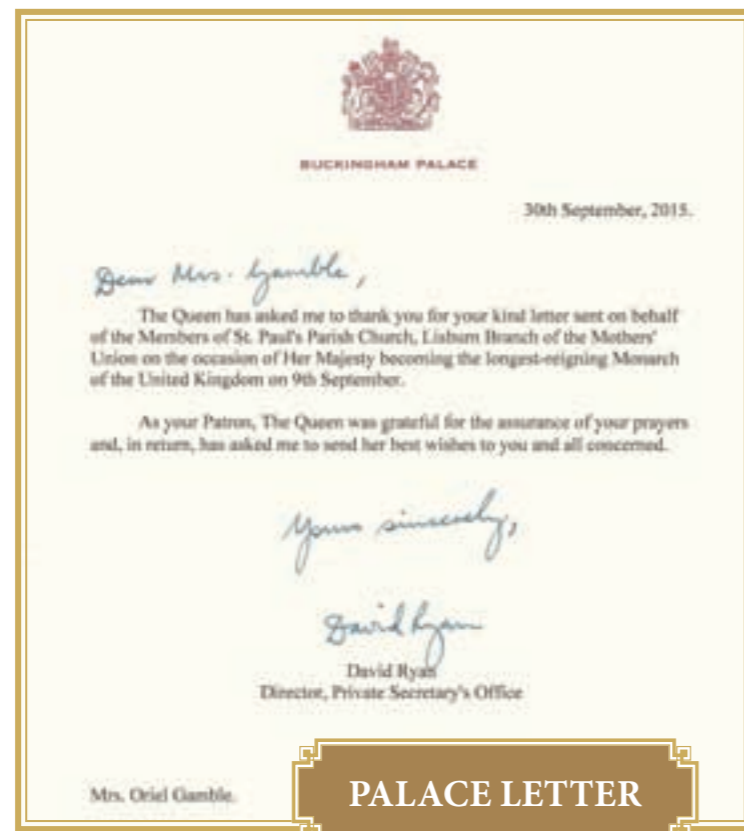 BUCKINGHAM PALACE
30th September, 2015.
Dear Mrs. Gamble,
The Queen has asked me to thank you for your kind letter sent on behalf
of the Members of St. Paul's Parish Church, Lisburn Branch of the Mothers'
Union on the occasion of Her Majesty becoming the longest-reigning Monarch
of the United Kingdom on 9th September.
As your Patron, The Queen was grateful for the assurance of your prayers
and, in return, has asked me to send her best wishes to you and all concerned.
Yours sincerely,
David Ryan
David Ryan
Director, Private Secretary's Office
Mrs. Oriel Gamble.
PALACE LETTER